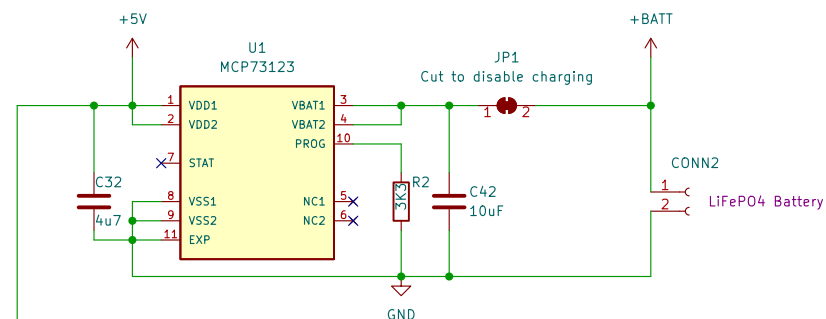 +5V
+BATT
U1
MCP73123
JP1
Cut to disable charging
1 VDD1 VBAT1 3
2 VDD2 VBAT2 4
PROG 10
1 2
7 STAT
CONN2
C32
4u7
R2
3K3
C42
10uF
1
2
LiFePO4 Battery
8 VSS1 NC1 5
9 VSS2 NC2 6
11 EXP
GND